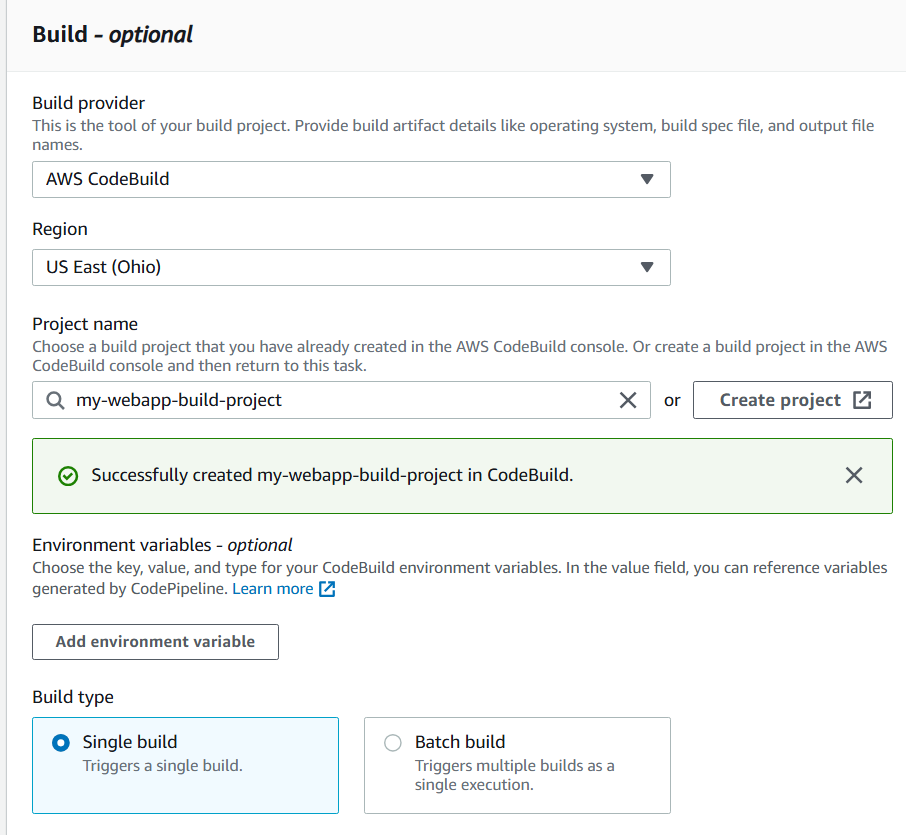 Build - optional
Build provider
This is the tool of your build project. Provide build artifact details like operating system, build spec file, and output file
names.
AWS CodeBuild
Region
US East (Ohio)
Project name
Choose a build project that you have already created in the AWS CodeBuild console. Or create a build project in the AWS
CodeBuild console and then return to this task.
my-webapp-build-project
or
Create project
Successfully created my-webapp-build-project in CodeBuild.
Environment variables - optional
Choose the key, value, and type for your CodeBuild environment variables. In the value field, you can reference variables
generated by CodePipeline. Learn more
Add environment variable
Build type
Single build
Triggers a single build.
Batch build
Triggers multiple builds as a
single execution.